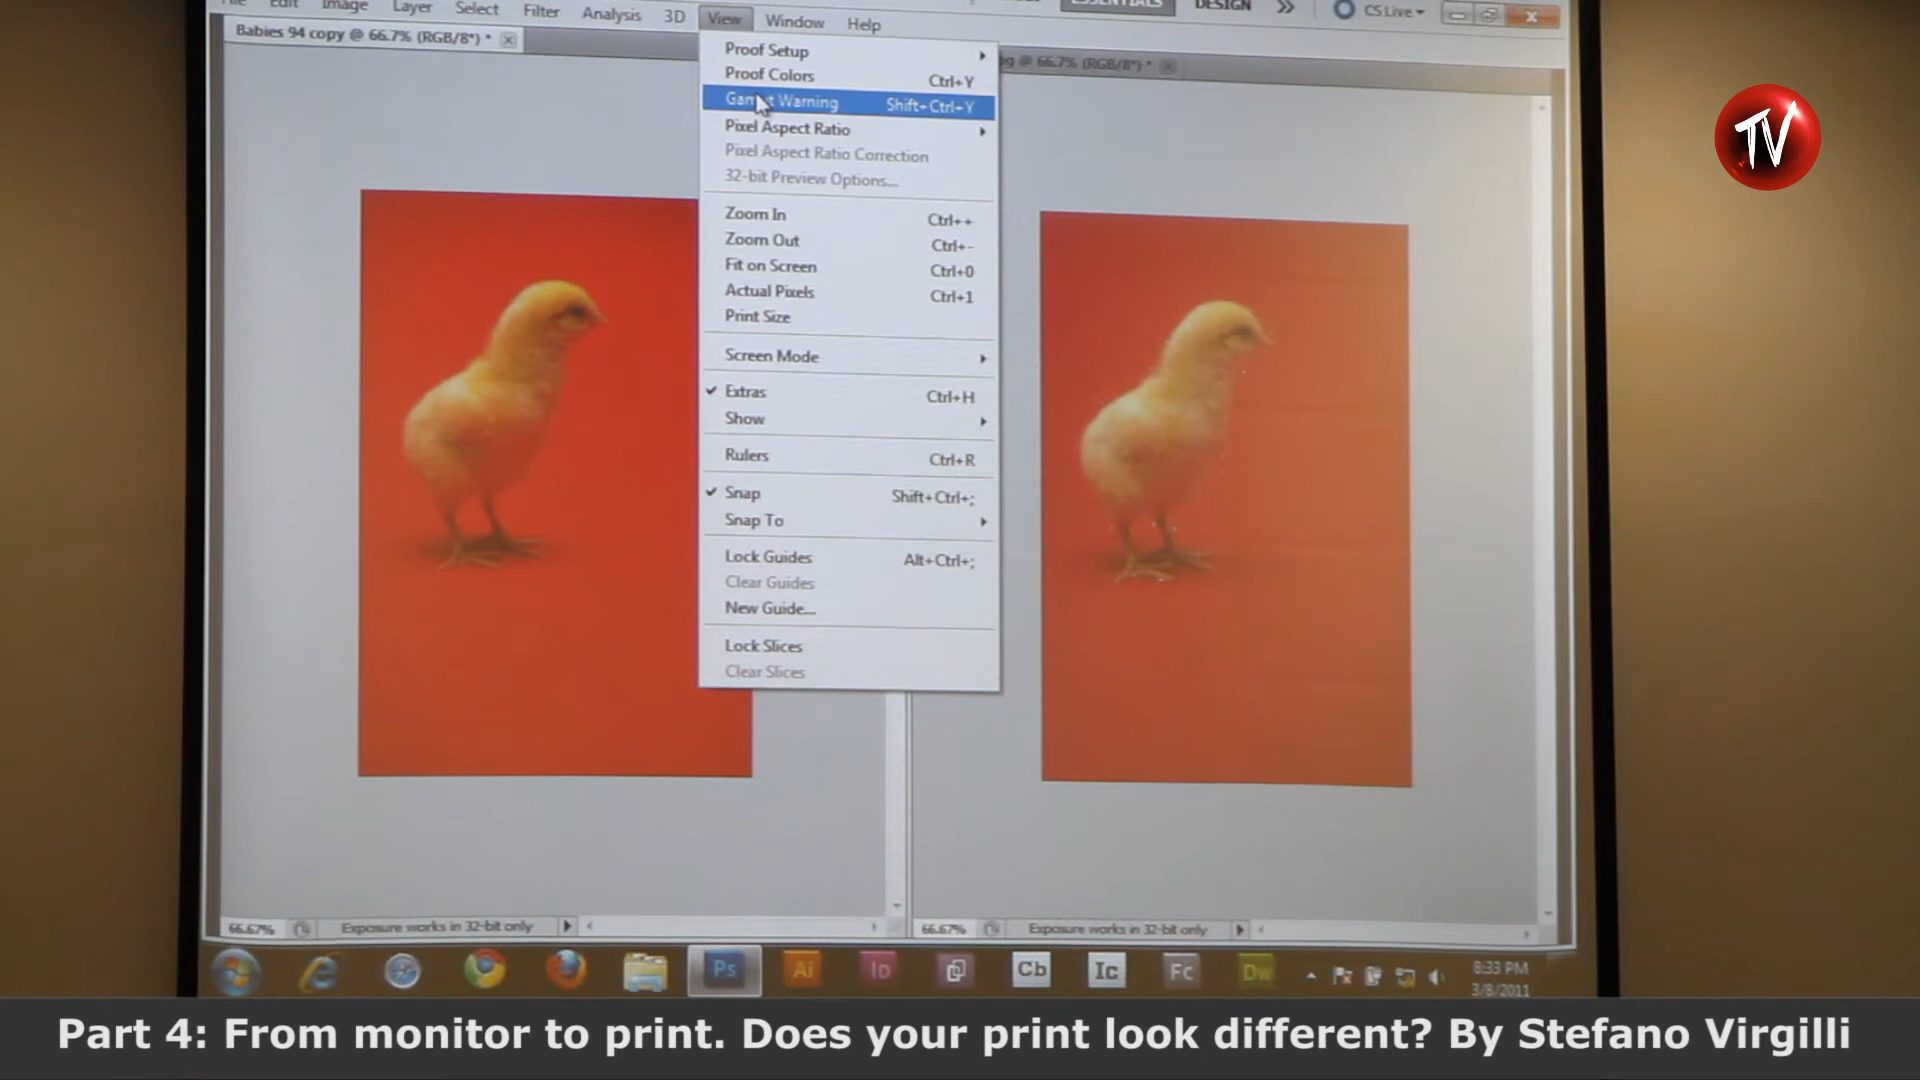 File Edit Image Layer Select Filter Analysis 3D View Window Help
ESSENTIALS DESIGN CS Live
Babies 94 copy @ 66.7% (RGB/8*) *
@ 66.7% (RGB/8*) *
Proof Setup
Proof Colors Ctrl+Y
Gamut Warning Shift+Ctrl+Y
Pixel Aspect Ratio
Pixel Aspect Ratio Correction
32-bit Preview Options...
Zoom In Ctrl++
Zoom Out Ctrl+-
Fit on Screen Ctrl+0
Actual Pixels Ctrl+1
Print Size
Screen Mode
Extras Ctrl+H
Show
Rulers Ctrl+R
Snap Shift+Ctrl+;
Snap To
Lock Guides Alt+Ctrl+;
Clear Guides
New Guide...
Lock Slices
Clear Slices
TV
66.67% Exposure works in 32-bit only
66.67% Exposure works in 32-bit only
Ps Ai Id Cb Ic Fc Dw
8:33 PM
3/8/2011
Part 4: From monitor to print. Does your print look different? By Stefano Virgilli